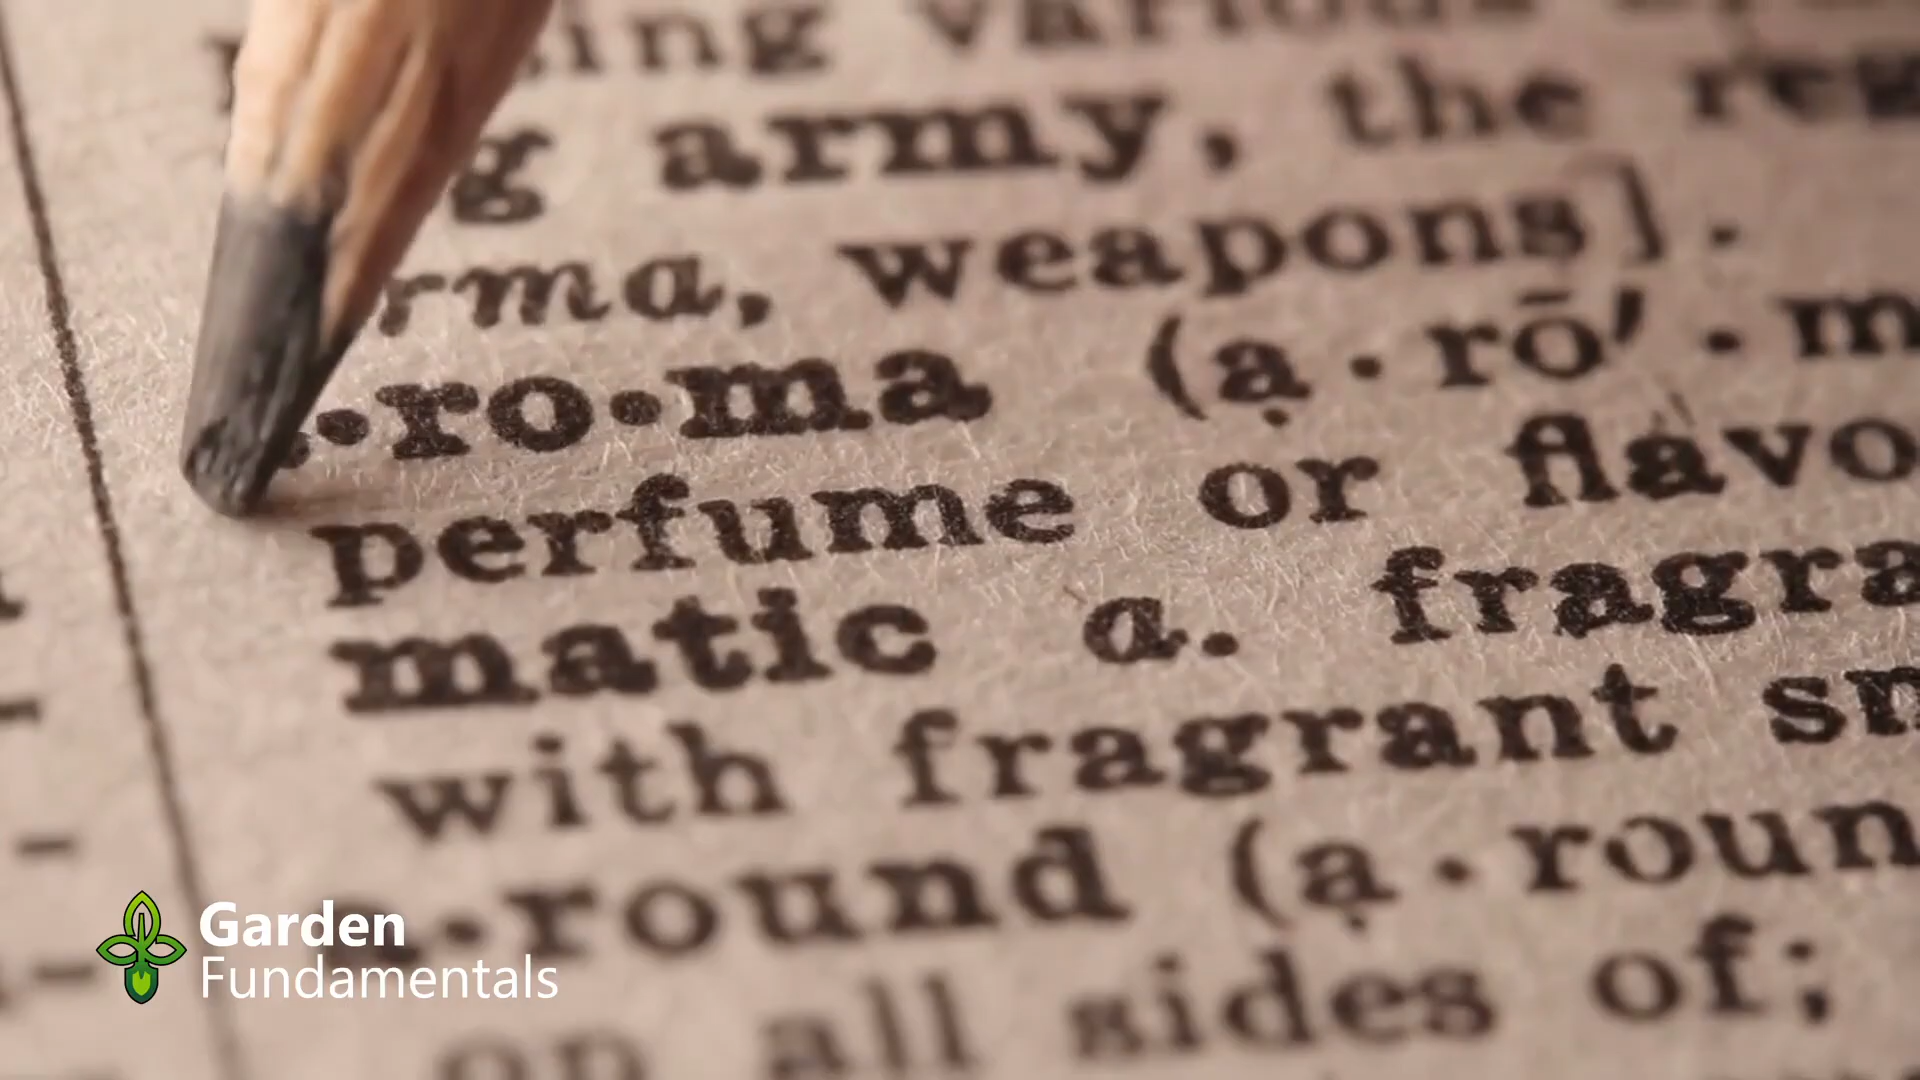 army, the
weapons].
ro•ma (ạ·rō′·m
perfume or flavo
matic a. fragra
with fragrant
round (ạ·roun
on all sides of;
Garden
Fundamentals